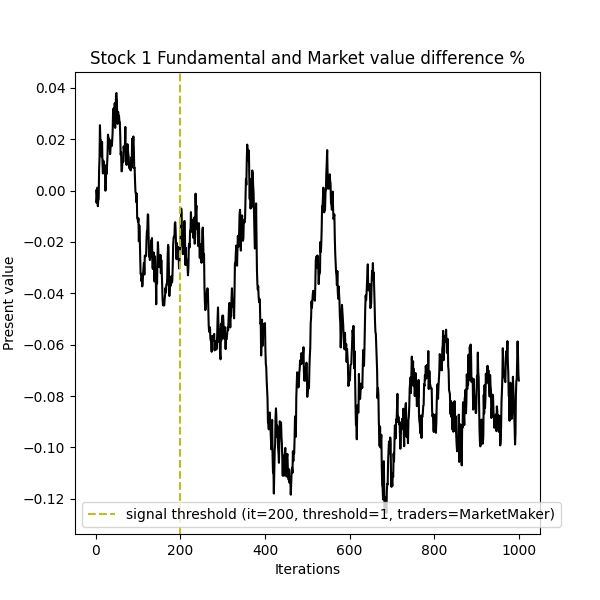 Stock 1 Fundamental and Market value difference %
0.04
0.02
0.00
−0.02
−0.04
−0.06
−0.08
−0.10
−0.12
Present value
signal threshold (it=200, threshold=1, traders=MarketMaker)
0 200 400 600 800 1000
Iterations